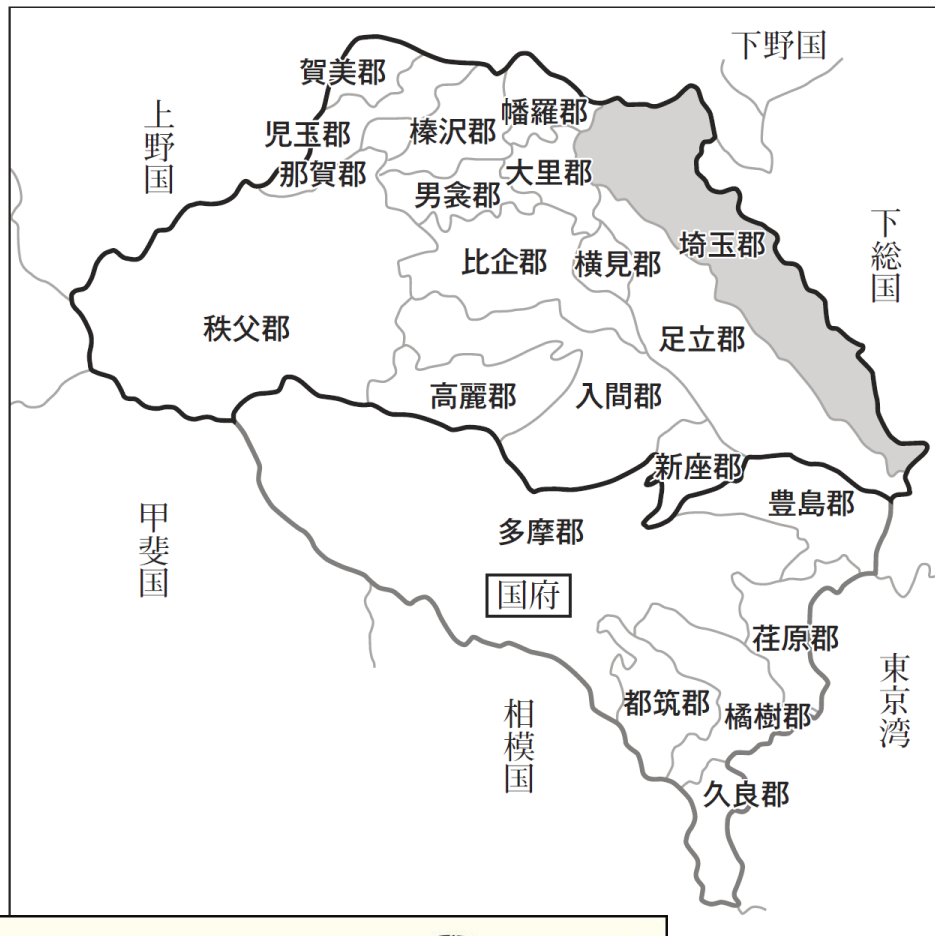 下野国
賀美郡
上野国
幡羅郡
児玉郡
榛沢郡
那賀郡
大里郡
男衾郡
下総国
埼玉郡
比企郡
横見郡
秩父郡
足立郡
高麗郡
入間郡
新座郡
豊島郡
甲斐国
多摩郡
国府
荏原郡
東京湾
都筑郡
橘樹郡
相模国
久良郡